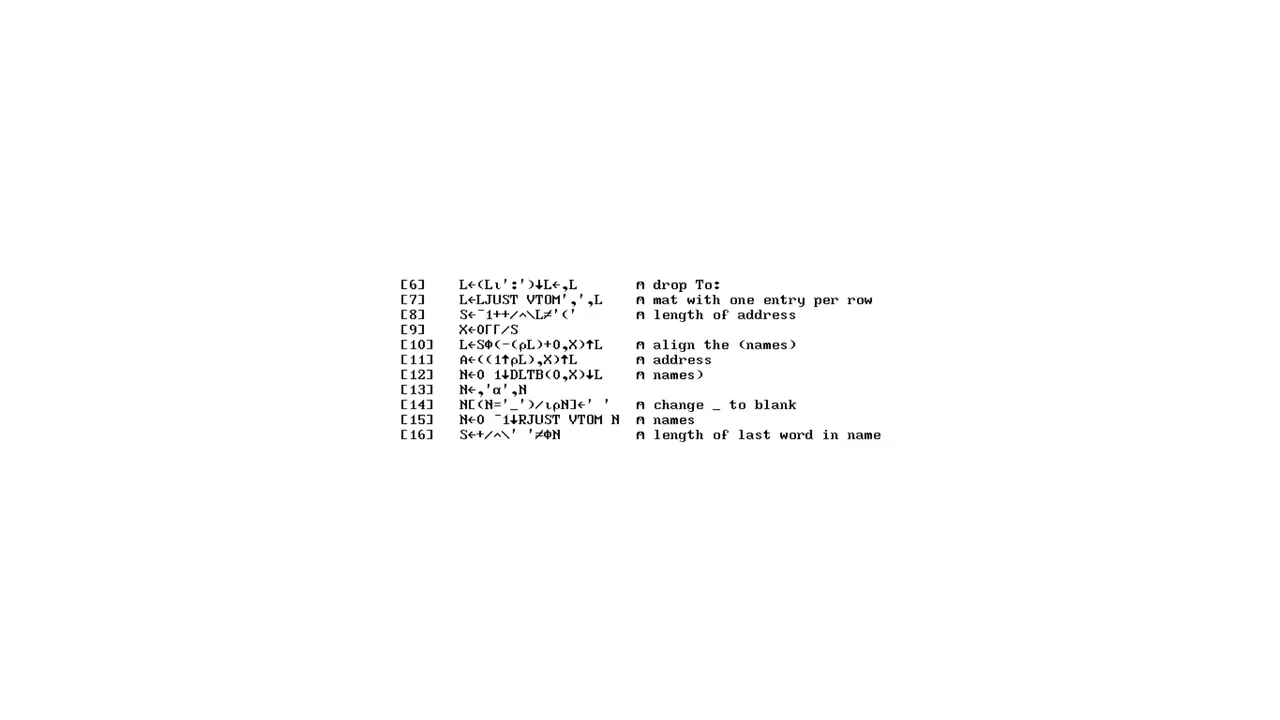 [6]    L←(L⍳':')↓L←,L       ⍝ drop To:
[7]    L←LJUST VTOM',',L    ⍝ mat with one entry per row
[8]    S←¯1++/∧\L≠'('       ⍝ length of address
[9]    X←0⌈⌈/S
[10]   L←S⌽(-(⍴L)+0,X)↑L    ⍝ align the (names)
[11]   A←((1↑⍴L),X)↑L       ⍝ address
[12]   N←0 1↓DLTB(0,X)↓L    ⍝ names)
[13]   N←,'α',N
[14]   N[(N='_')/⍳⍴N]←' '   ⍝ change _ to blank
[15]   N←0 ¯1↓RJUST VTOM N  ⍝ names
[16]   S←+/∧\' '≠⌽N         ⍝ length of last word in name